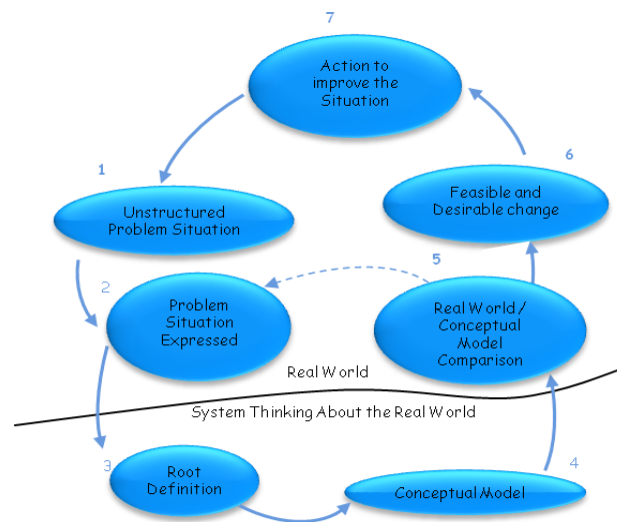 7
Action to
improve the
Situation
1
6
Unstructured
Problem Situation
Feasible and
Desirable change
5
2
Problem
Situation
Expressed
Real World /
Conceptual
Model
Comparison
Real World
System Thinking About the Real World
3
Root
Definition
4
Conceptual Model